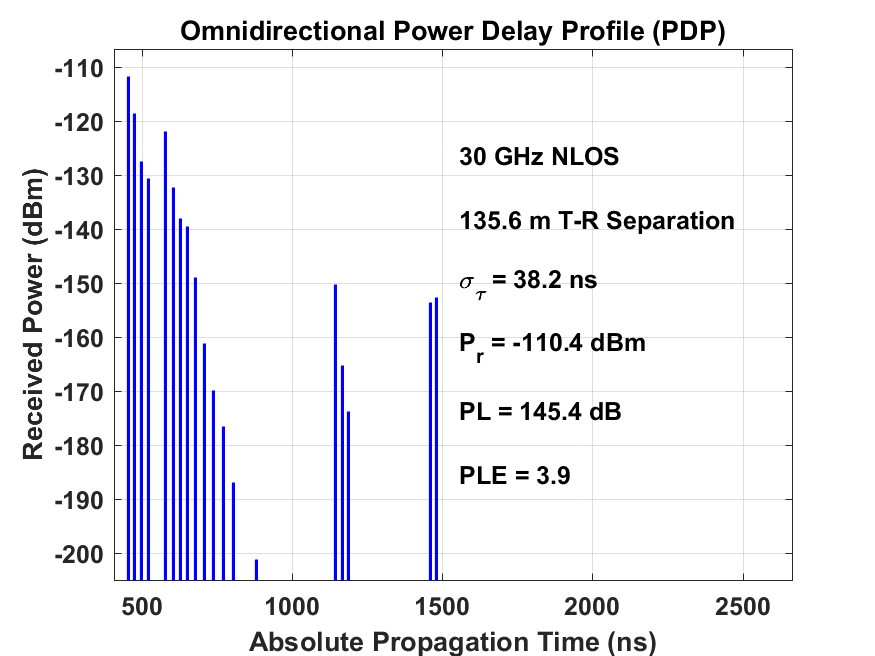 Omnidirectional Power Delay Profile (PDP)
Received Power (dBm)
-110
-120
-130
-140
-150
-160
-170
-180
-190
-200
30 GHz NLOS
135.6 m T-R Separation
σ_τ = 38.2 ns
P_r = -110.4 dBm
PL = 145.4 dB
PLE = 3.9
500 1000 1500 2000 2500
Absolute Propagation Time (ns)